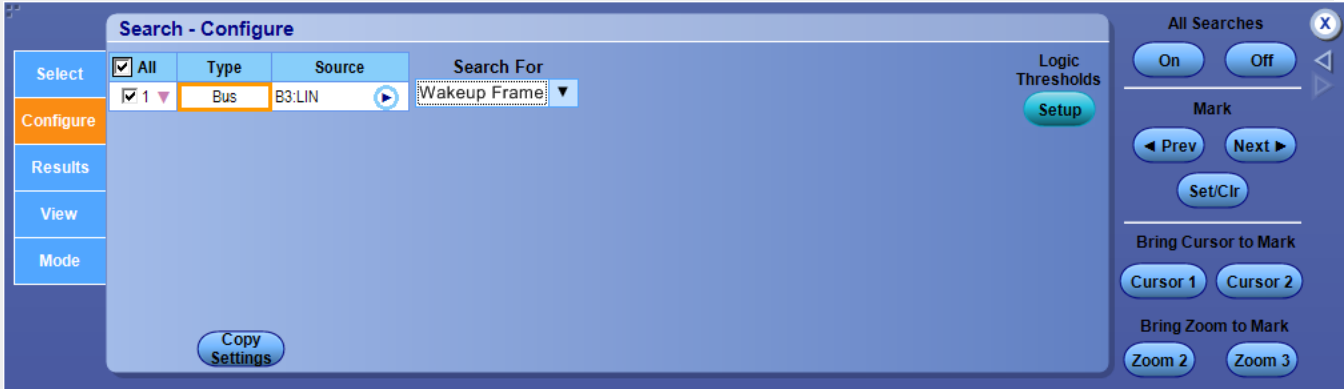 Search - Configure
All Searches
X
On
Off
Select
Configure
Results
View
Mode
All
Type
Source
1
Bus
B3:LIN
Search For
Wakeup Frame
Logic
Thresholds
Setup
Mark
◄ Prev
Next ►
Set/Clr
Bring Cursor to Mark
Cursor 1
Cursor 2
Bring Zoom to Mark
Zoom 2
Zoom 3
Copy
Settings